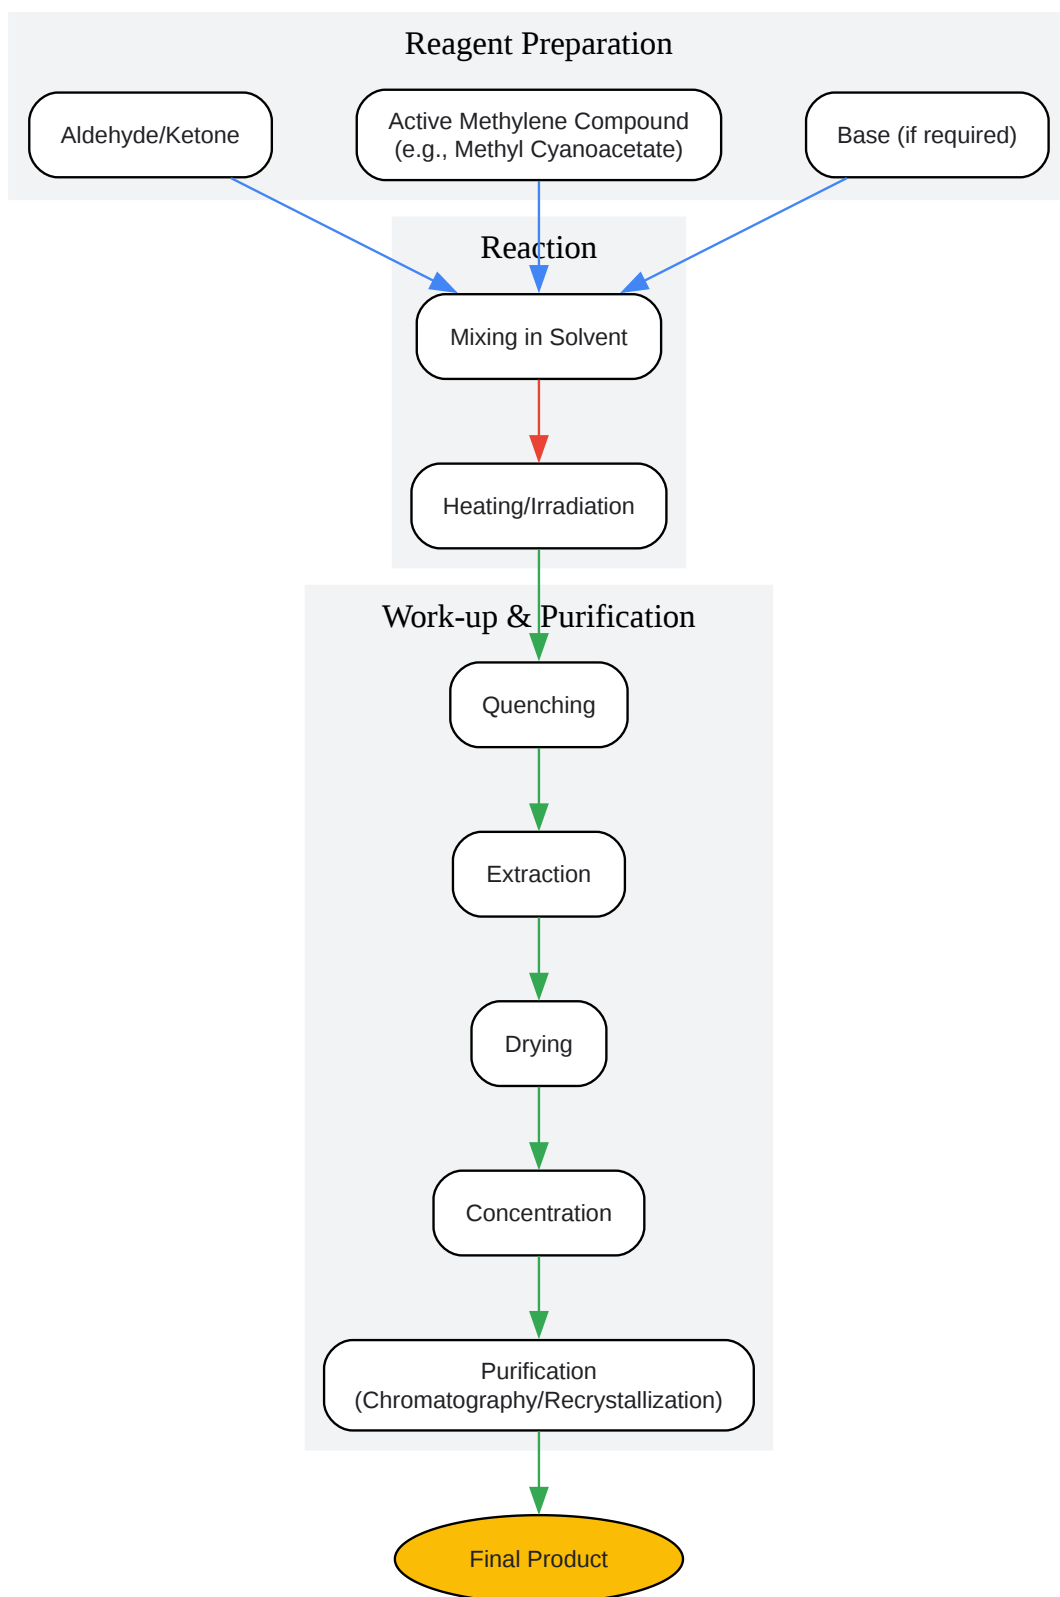 Reagent Preparation
Aldehyde/Ketone
Active Methylene Compound
(e.g., Methyl Cyanoacetate)
Base (if required)
Reaction
Mixing in Solvent
Heating/Irradiation
Work-up & Purification
Quenching
Extraction
Drying
Concentration
Purification
(Chromatography/Recrystallization)
Final Product